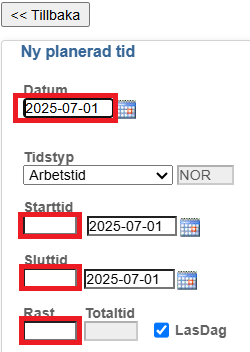 << Tillbaka
Ny planerad tid
Datum
2025-07-01
Tidstyp
Arbetstid NOR
Starttid
2025-07-01
Sluttid
2025-07-01
Rast Totaltid
LasDag